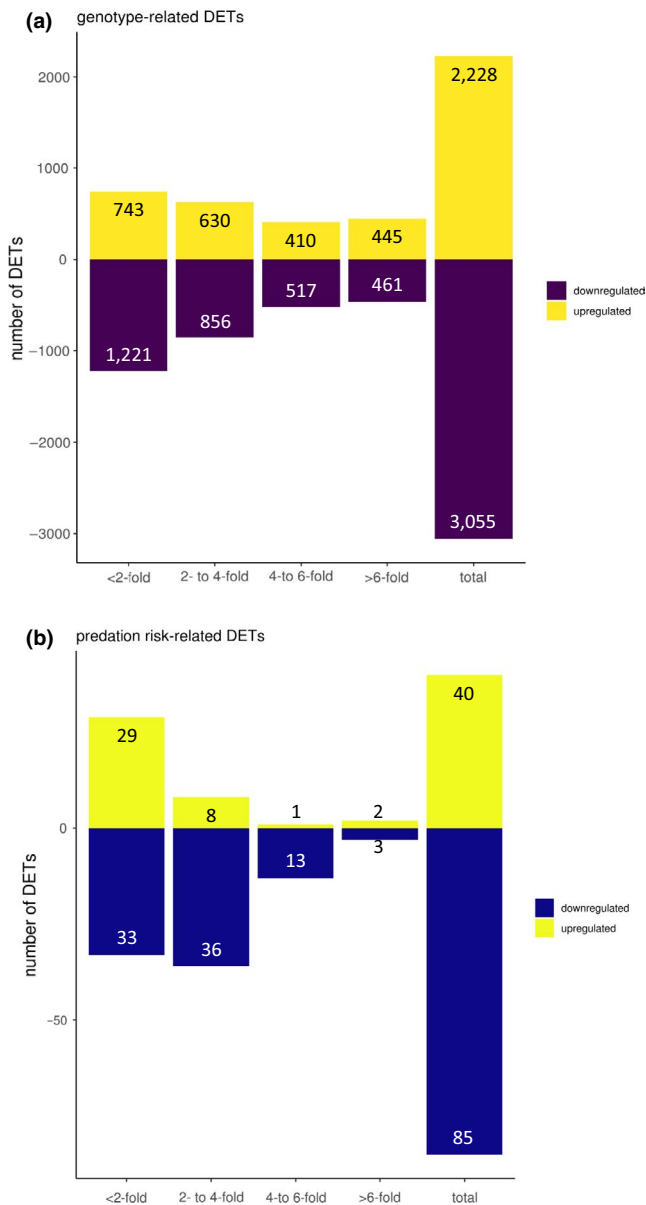 (a) genotype-related DETs
2000
1000
0
−1000
−2000
−3000
number of DETs
743
630
410
445
2,228
1,221
856
517
461
3,055
<2-fold
2- to 4-fold
4-to 6-fold
>6-fold
total
downregulated
upregulated
(b) predation risk-related DETs
0
−50
number of DETs
29
8
1
2
40
33
36
13
3
85
<2-fold
2- to 4-fold
4-to 6-fold
>6-fold
total
downregulated
upregulated